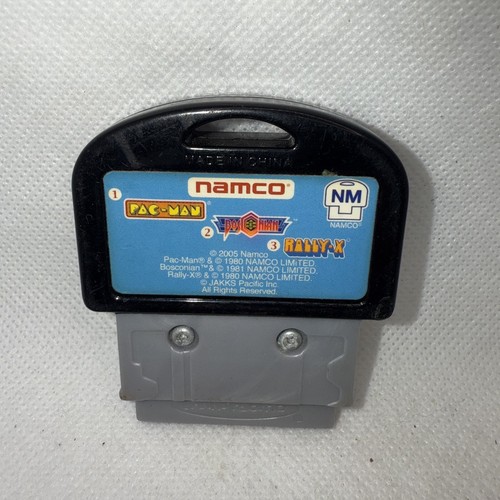 MADE IN CHINA
namco®
1 PAC-MAN
NM
NAMCO®
2 BOSCONIAN
3 RALLY-X
© 2005 Namco
Pac-Man® & © 1980 NAMCO LIMITED.
Bosconian™& © 1981 NAMCO LIMITED.
Rally-X® & © 1980 NAMCO LIMITED.
© JAKKS Pacific Inc.
All Rights Reserved.